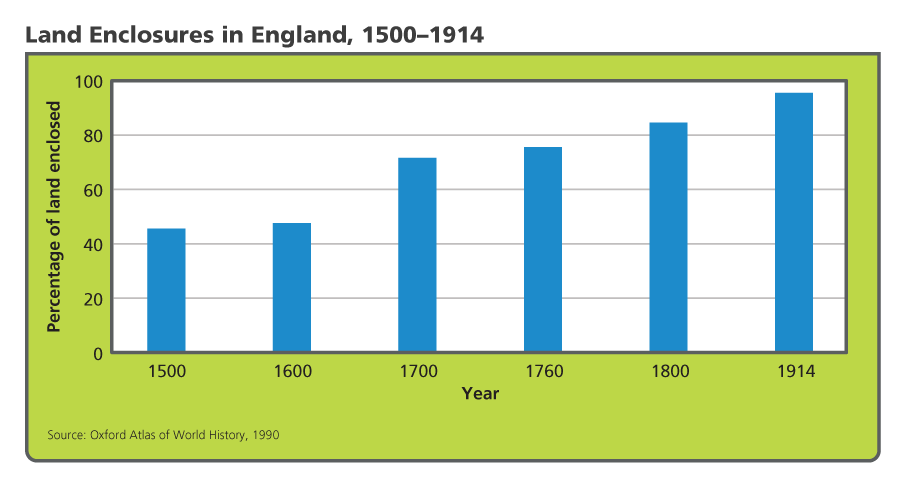 Land Enclosures in England, 1500–1914
Percentage of land enclosed
100
80
60
40
20
0
1500 1600 1700 1760 1800 1914
Year
Source: Oxford Atlas of World History, 1990